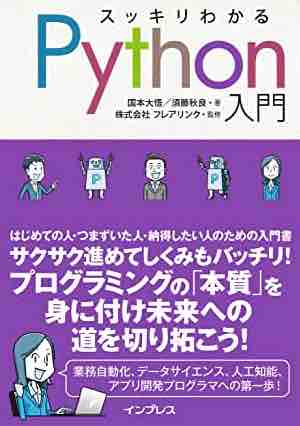 スッキリわかる
Python
入門
国本大悟／須藤秋良・著
株式会社 フレアリンク・監修
P
P
はじめての人・つまずいた人・納得したい人のための入門書
サクサク進めてしくみもバッチリ！
プログラミングの「本質」を
身に付け未来への
道を切り拓こう！
業務自動化、データサイエンス、人工知能、
アプリ開発プログラマへの第一歩！
インプレス